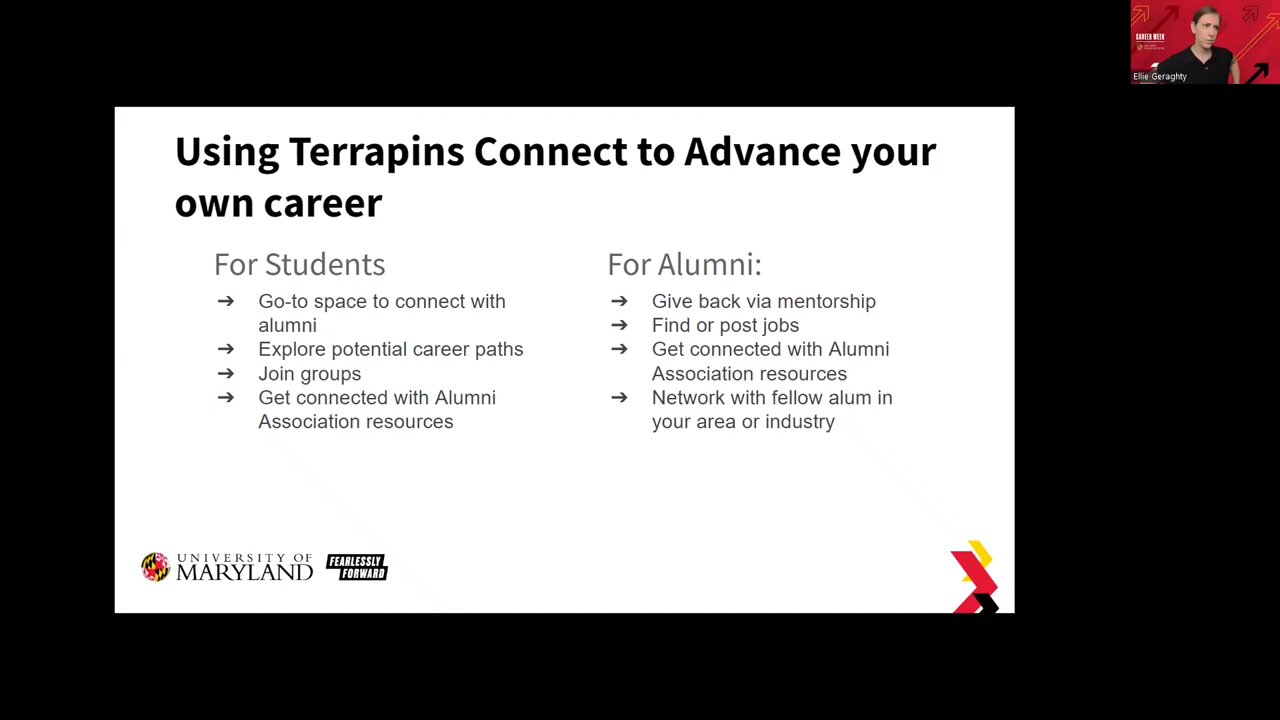 CAREER WEEK
Ellie Geraghty
Using Terrapins Connect to Advance your
own career
For Students
➔ Go-to space to connect with
alumni
➔ Explore potential career paths
➔ Join groups
➔ Get connected with Alumni
Association resources
For Alumni:
➔ Give back via mentorship
➔ Find or post jobs
➔ Get connected with Alumni
Association resources
➔ Network with fellow alum in
your area or industry
UNIVERSITY OF
MARYLAND
FEARLESSLY
FORWARD